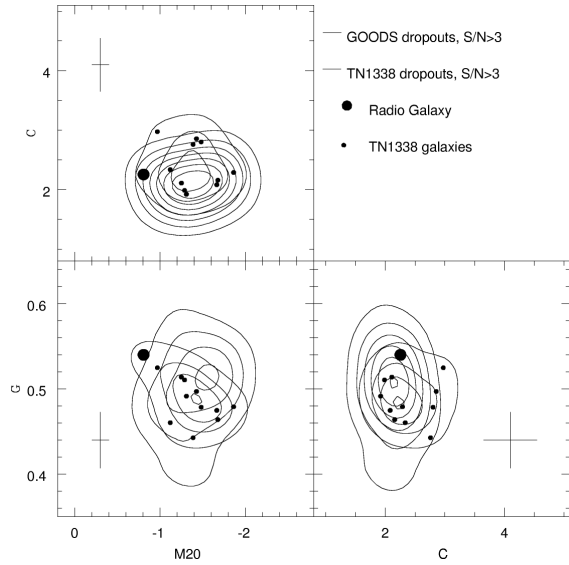 GOODS dropouts, S/N>3
TN1338 dropouts, S/N>3
Radio Galaxy
TN1338 galaxies
4
2
C
0.6
0.5
0.4
G
0
-1
-2
M20
2
4
C